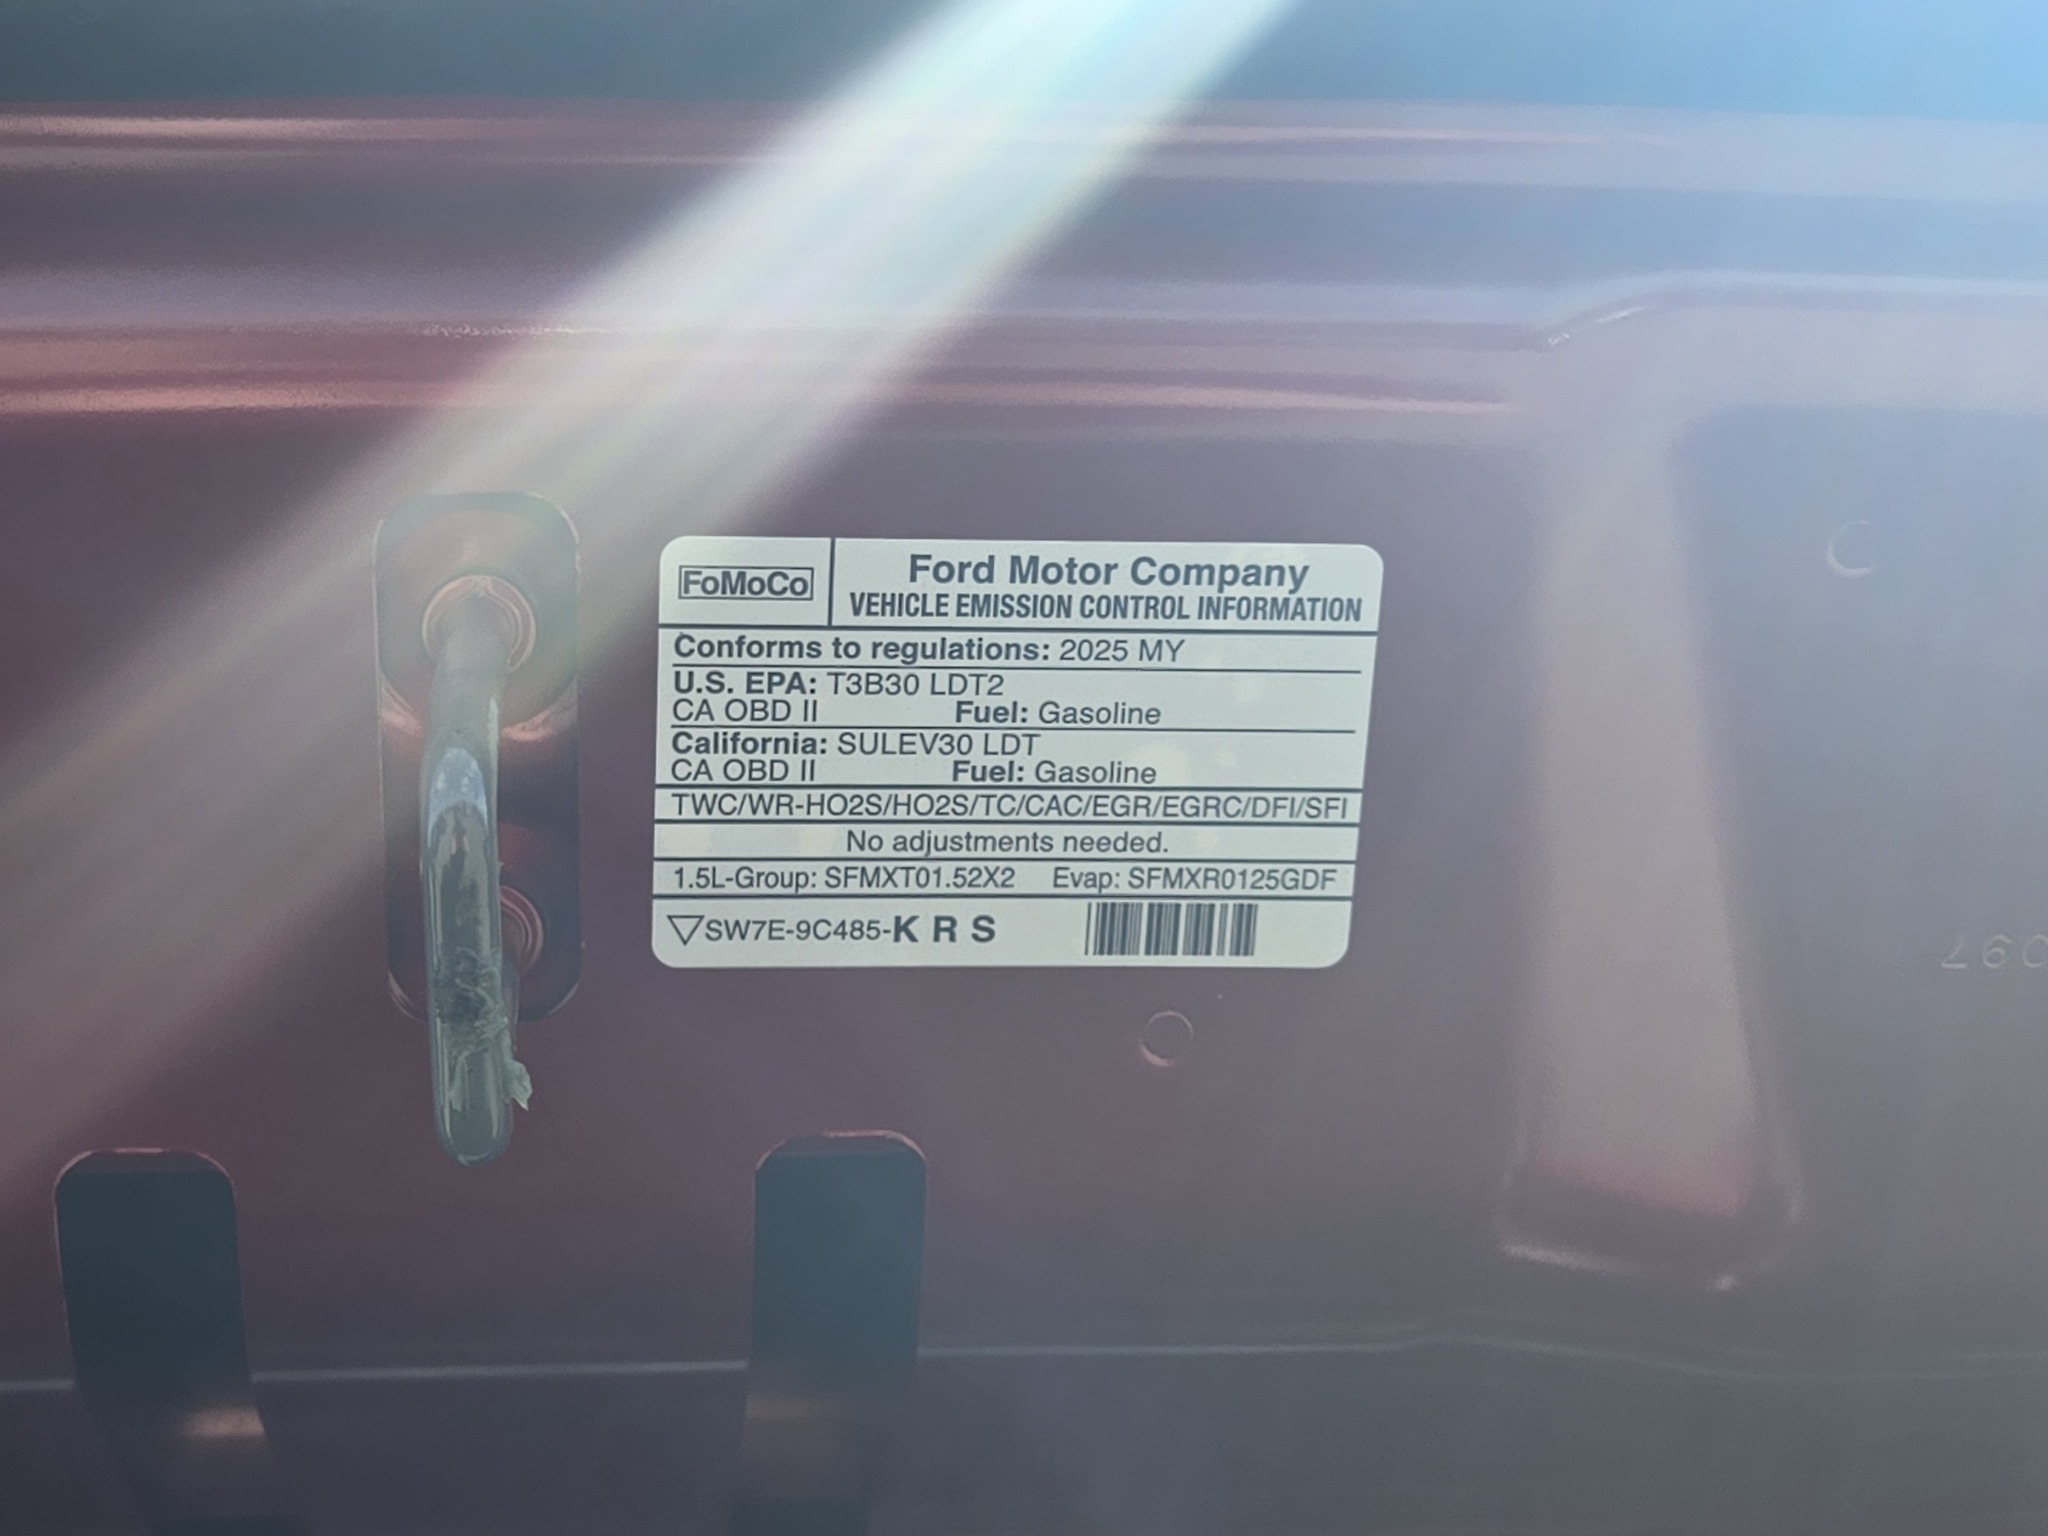 FoMoCo
Ford Motor Company
VEHICLE EMISSION CONTROL INFORMATION
Conforms to regulations: 2025 MY
U.S. EPA: T3B30 LDT2
CA OBD II Fuel: Gasoline
California: SULEV30 LDT
CA OBD II Fuel: Gasoline
TWC/WR-HO2S/HO2S/TC/CAC/EGR/EGRC/DFI/SFI
No adjustments needed.
1.5L-Group: SFMXT01.52X2 Evap: SFMXR0125GDF
SW7E-9C485-K R S